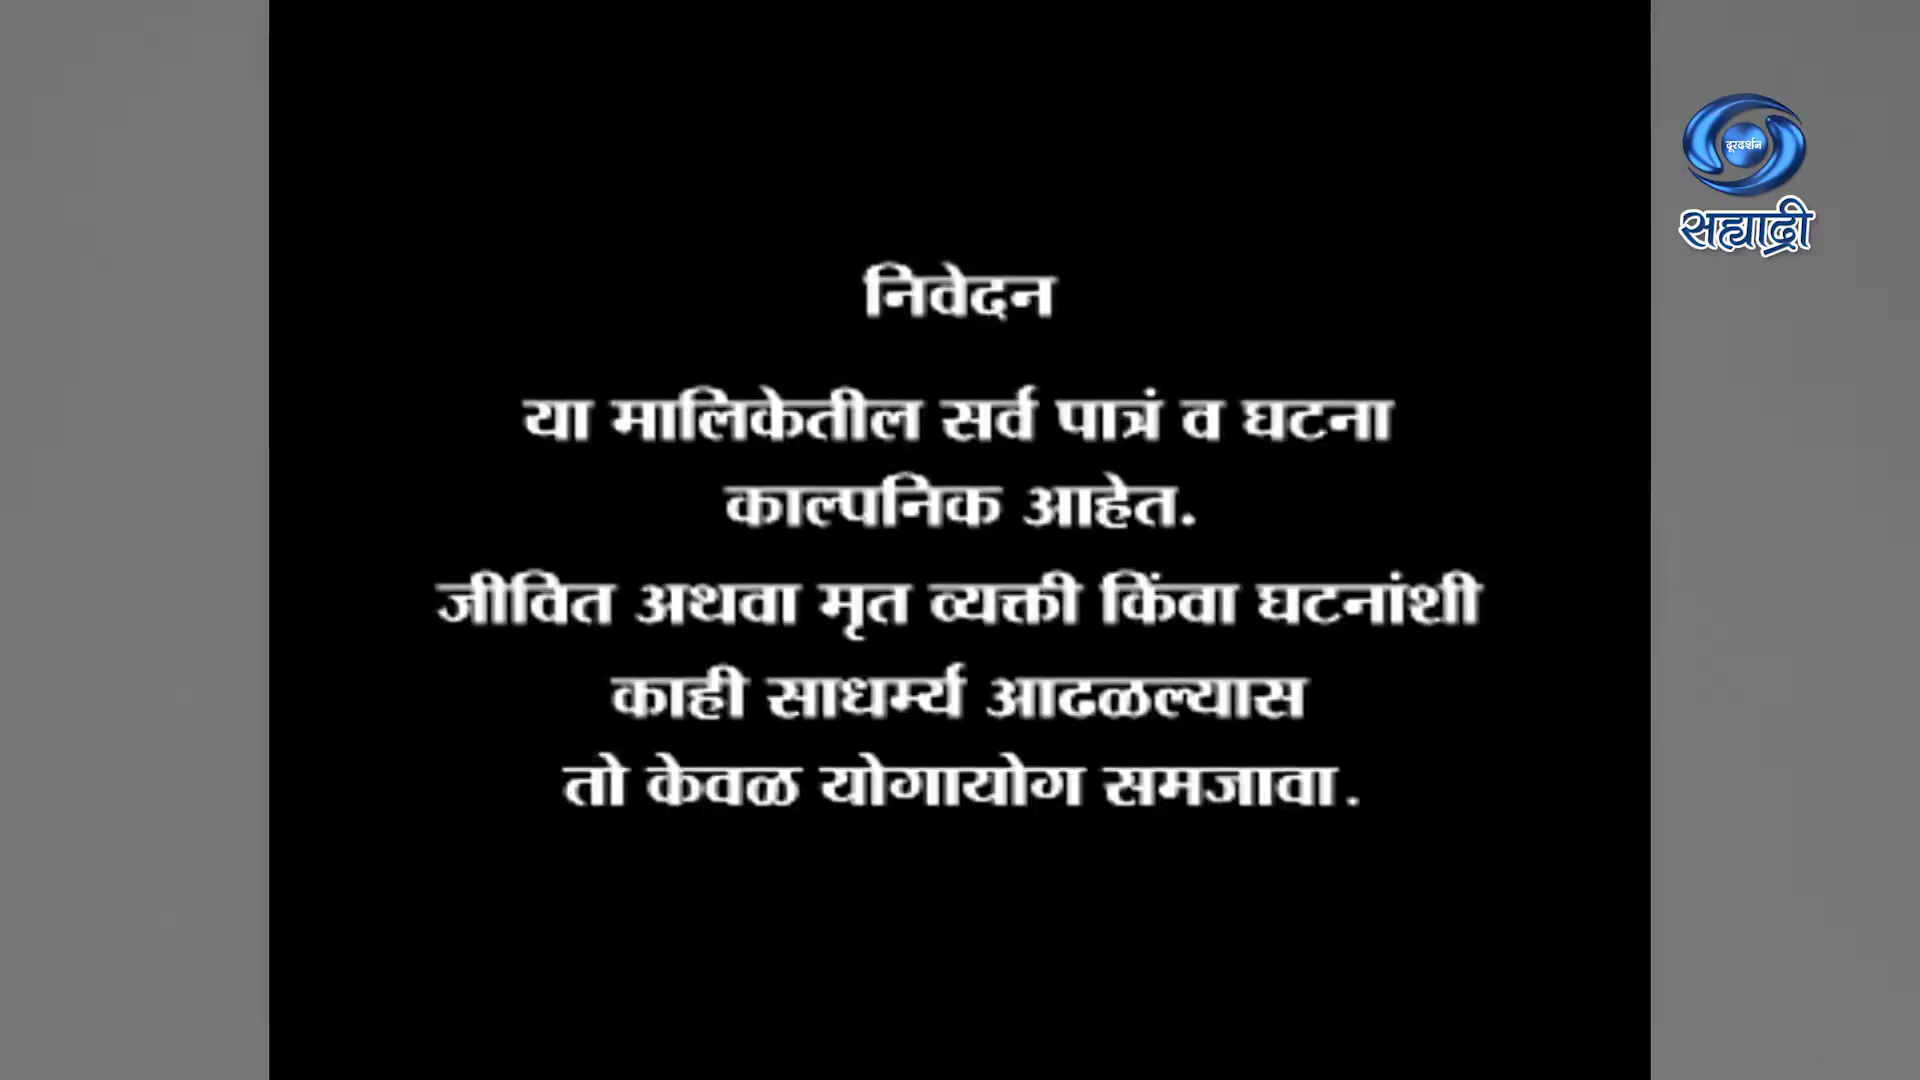 दूरदर्शन
सह्याद्री
निवेदन
या मालिकेतील सर्व पात्रं व घटना
काल्पनिक आहेत.
जीवित अथवा मृत व्यक्ती किंवा घटनांशी
काही साधर्म्य आढळल्यास
तो केवळ योगायोग समजावा.